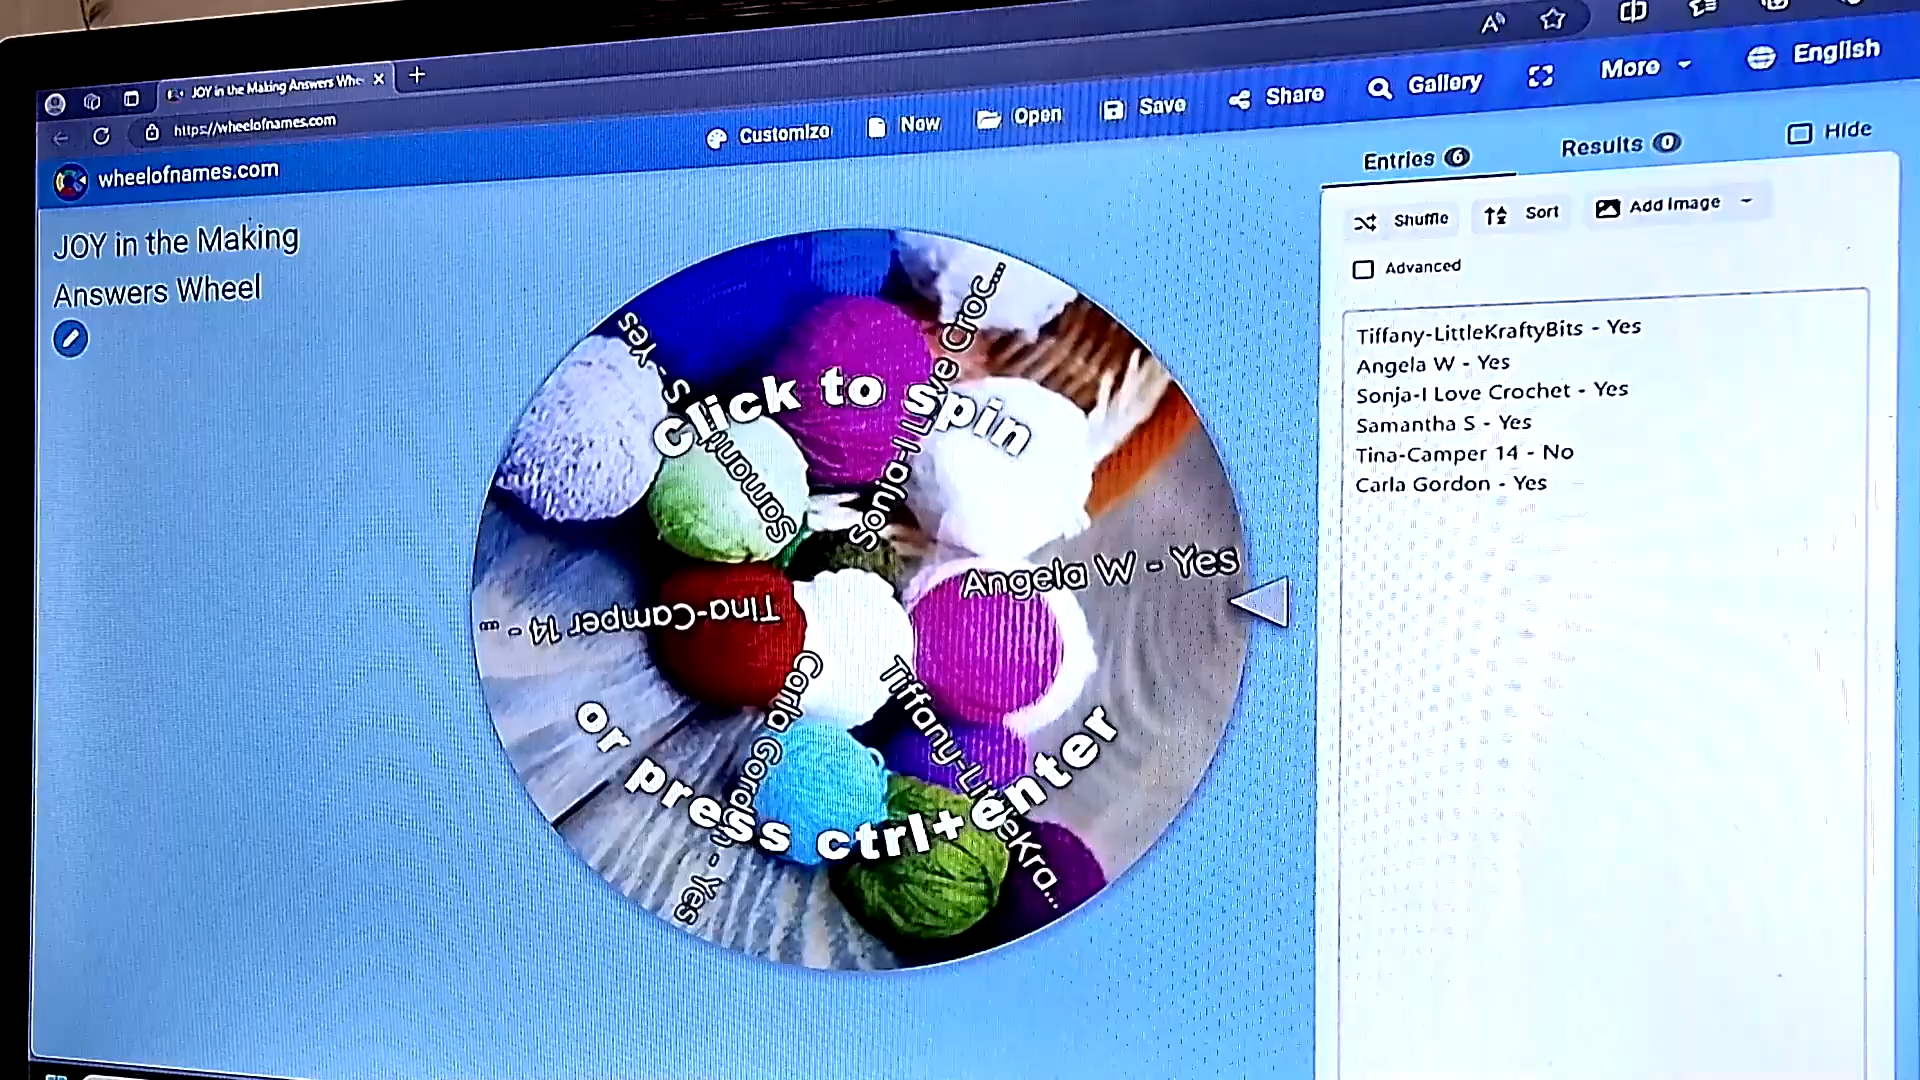 JOY in the Making Answers Whe
https://wheelofnames.com
wheelofnames.com
Customize
New
Open
Save
Share
Gallery
More
English
JOY in the Making
Answers Wheel
Entries 6
Results 0
Hide
Shuffle
Sort
Add Image
Advanced
Tiffany-LittleKraftyBits - Yes
Angela W - Yes
Sonja-I Love Crochet - Yes
Samantha S - Yes
Tina-Camper 14 - No
Carla Gordon - Yes
Click to spin
or press ctrl+enter
Angela W - Yes
Sonja-I Love Croc...
Samantha S - Yes
Tina-Camper 14 - ...
Carla Gordon - Yes
Tiffany-LittleKra...